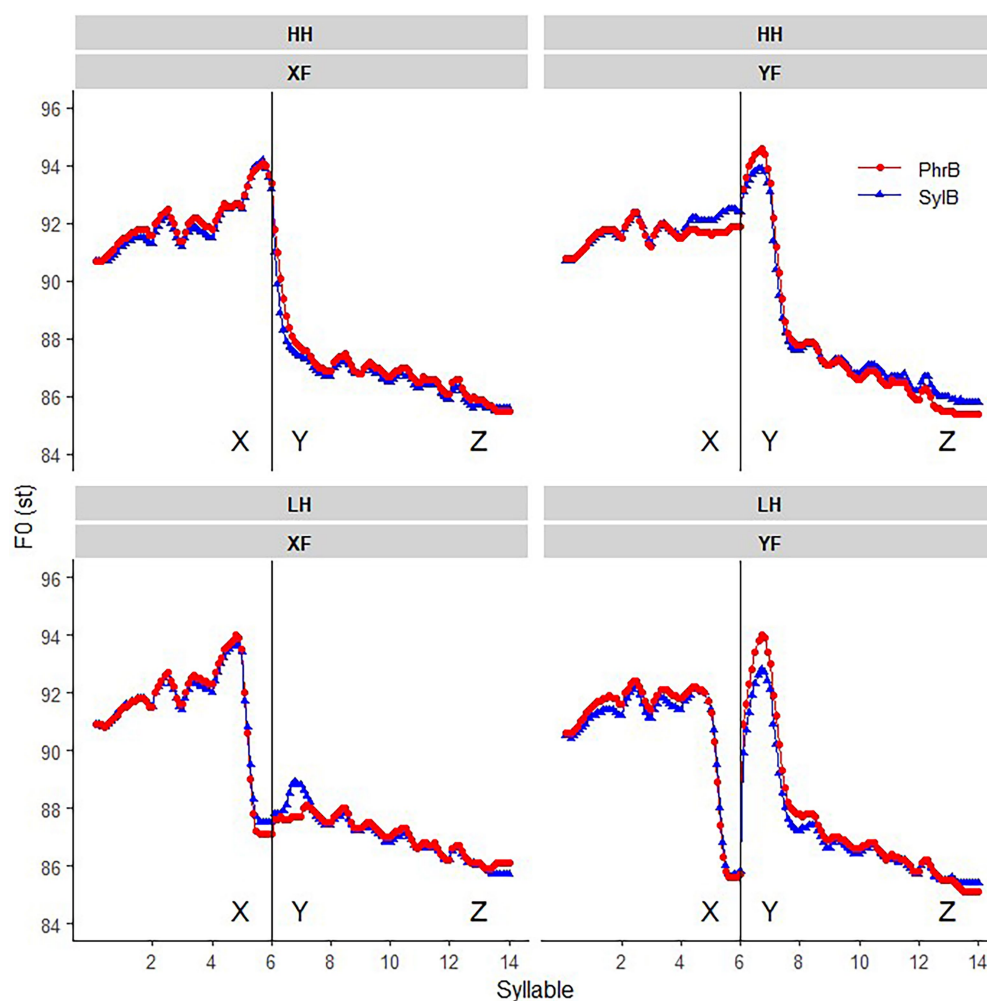 HH
HH
XF
YF
96
94
92
90
88
86
84
PhrB
SylB
X
Y
Z
X
Y
Z
F0 (st)
LH
LH
XF
YF
96
94
92
90
88
86
84
X
Y
Z
X
Y
Z
2
4
6
8
10
12
14
2
4
6
8
10
12
14
Syllable